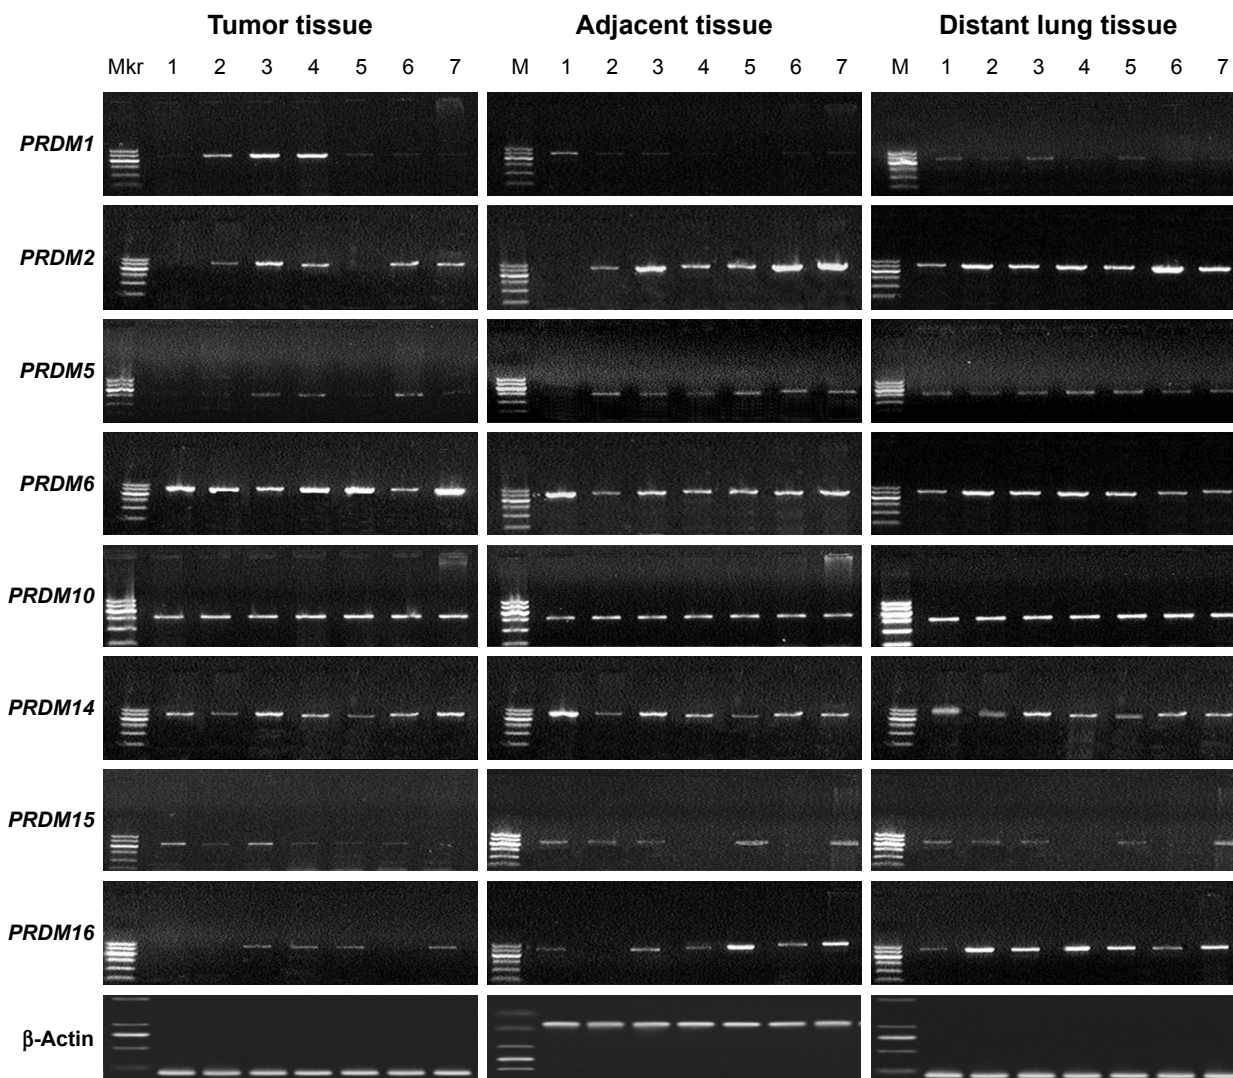 Tumor tissue Adjacent tissue Distant lung tissue
Mkr 1 2 3 4 5 6 7 M 1 2 3 4 5 6 7 M 1 2 3 4 5 6 7
PRDM1
PRDM2
PRDM5
PRDM6
PRDM10
PRDM14
PRDM15
PRDM16
β-Actin